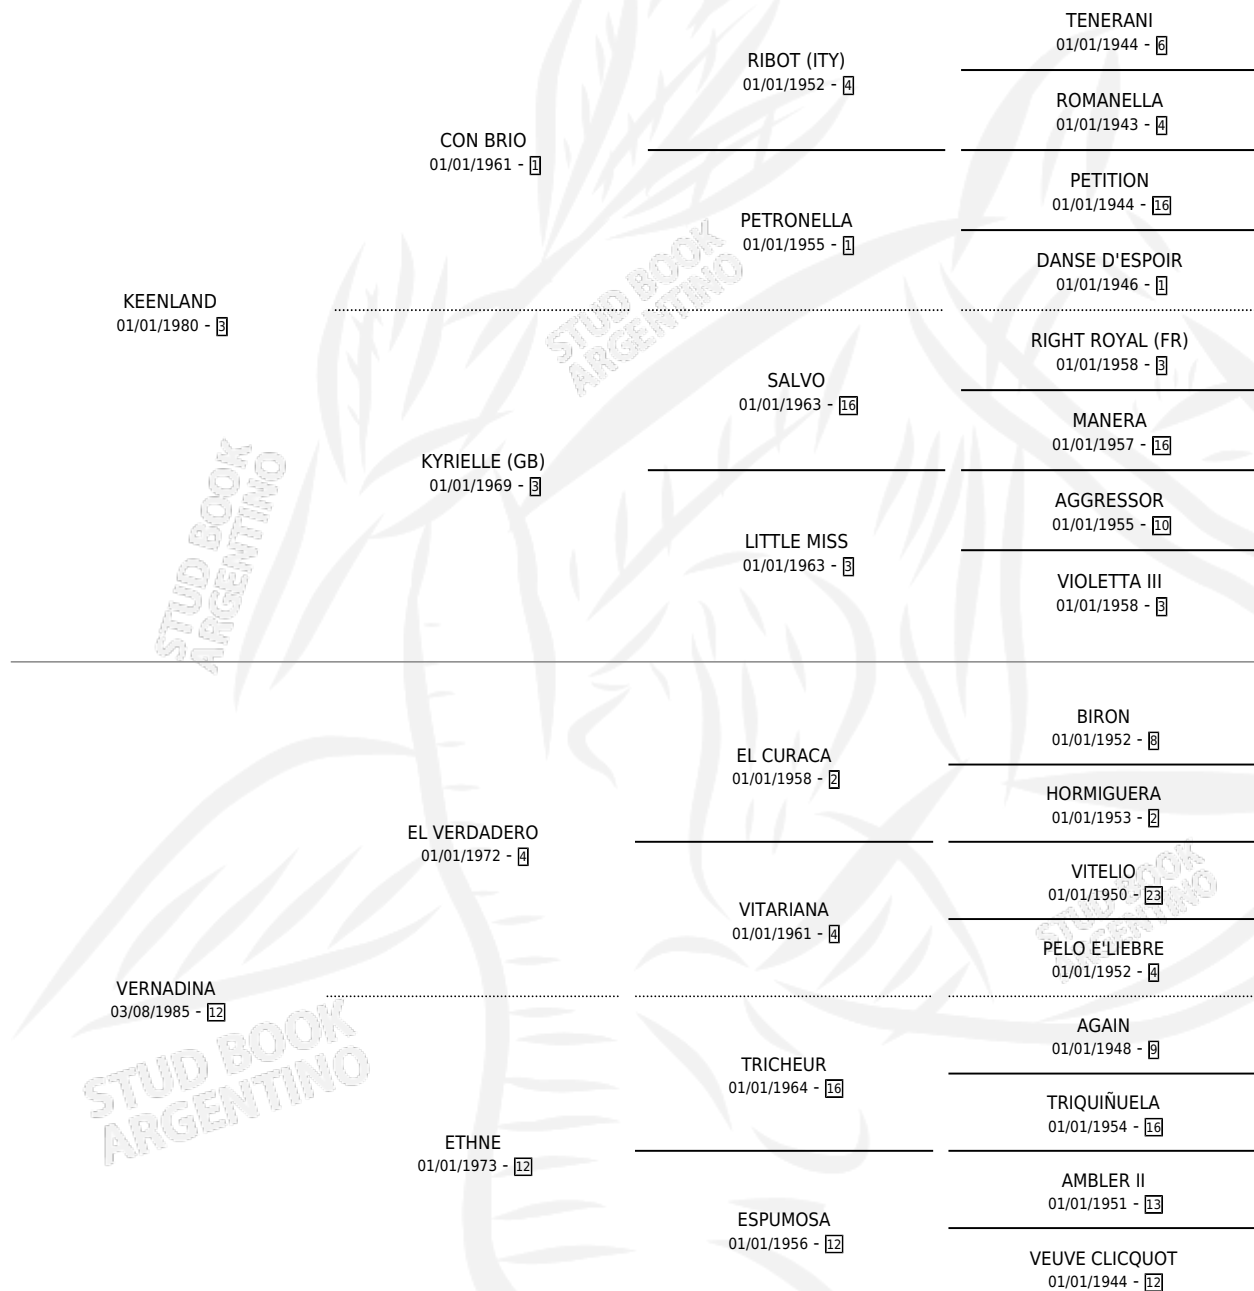 TENERANI
01/01/1944 - 6
RIBOT (ITY)
01/01/1952 - 4
ROMANELLA
01/01/1943 - 4
CON BRIO
01/01/1961 - 1
PETITION
01/01/1944 - 16
PETRONELLA
01/01/1955 - 1
DANSE D'ESPOIR
01/01/1946 - 1
KEENLAND
01/01/1980 - 3
RIGHT ROYAL (FR)
01/01/1958 - 3
SALVO
01/01/1963 - 16
MANERA
01/01/1957 - 16
KYRIELLE (GB)
01/01/1969 - 3
AGGRESSOR
01/01/1955 - 10
LITTLE MISS
01/01/1963 - 3
VIOLETTA III
01/01/1958 - 3
STUD BOOK
ARGENTINO
STUD BOOK
ARGENTINO
BIRON
01/01/1952 - 8
EL CURACA
01/01/1958 - 2
HORMIGUERA
01/01/1953 - 2
EL VERDADERO
01/01/1972 - 4
VITELIO
01/01/1950 - 23
VITARIANA
01/01/1961 - 4
PELO E'LIEBRE
01/01/1952 - 4
VERNADINA
03/08/1985 - 12
AGAIN
01/01/1948 - 9
TRICHEUR
01/01/1964 - 16
TRIQUIÑUELA
01/01/1954 - 16
ETHNE
01/01/1973 - 12
AMBLER II
01/01/1951 - 13
ESPUMOSA
01/01/1956 - 12
VEUVE CLICQUOT
01/01/1944 - 12
STUD BOOK
ARGENTINO
STUD BOOK
ARGENTINO